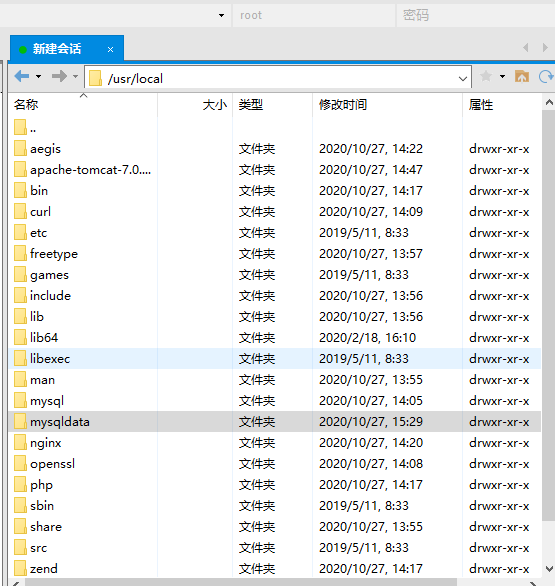 root 密码
新建会话 ×
/usr/local
名称 大小 类型 修改时间 属性
..
aegis 文件夹 2020/10/27, 14:22 drwxr-xr-x
apache-tomcat-7.0.... 文件夹 2020/10/27, 14:47 drwxr-xr-x
bin 文件夹 2020/10/27, 14:17 drwxr-xr-x
curl 文件夹 2020/10/27, 14:09 drwxr-xr-x
etc 文件夹 2019/5/11, 8:33 drwxr-xr-x
freetype 文件夹 2020/10/27, 13:57 drwxr-xr-x
games 文件夹 2019/5/11, 8:33 drwxr-xr-x
include 文件夹 2020/10/27, 13:56 drwxr-xr-x
lib 文件夹 2020/10/27, 13:56 drwxr-xr-x
lib64 文件夹 2020/2/18, 16:10 drwxr-xr-x
libexec 文件夹 2019/5/11, 8:33 drwxr-xr-x
man 文件夹 2020/10/27, 13:55 drwxr-xr-x
mysql 文件夹 2020/10/27, 14:05 drwxr-xr-x
mysqldata 文件夹 2020/10/27, 15:29 drwxr-xr-x
nginx 文件夹 2020/10/27, 14:20 drwxr-xr-x
openssl 文件夹 2020/10/27, 14:08 drwxr-xr-x
php 文件夹 2020/10/27, 14:17 drwxr-xr-x
sbin 文件夹 2019/5/11, 8:33 drwxr-xr-x
share 文件夹 2020/10/27, 13:55 drwxr-xr-x
src 文件夹 2019/5/11, 8:33 drwxr-xr-x
zend 文件夹 2020/10/27, 14:17 drwxr-xr-x